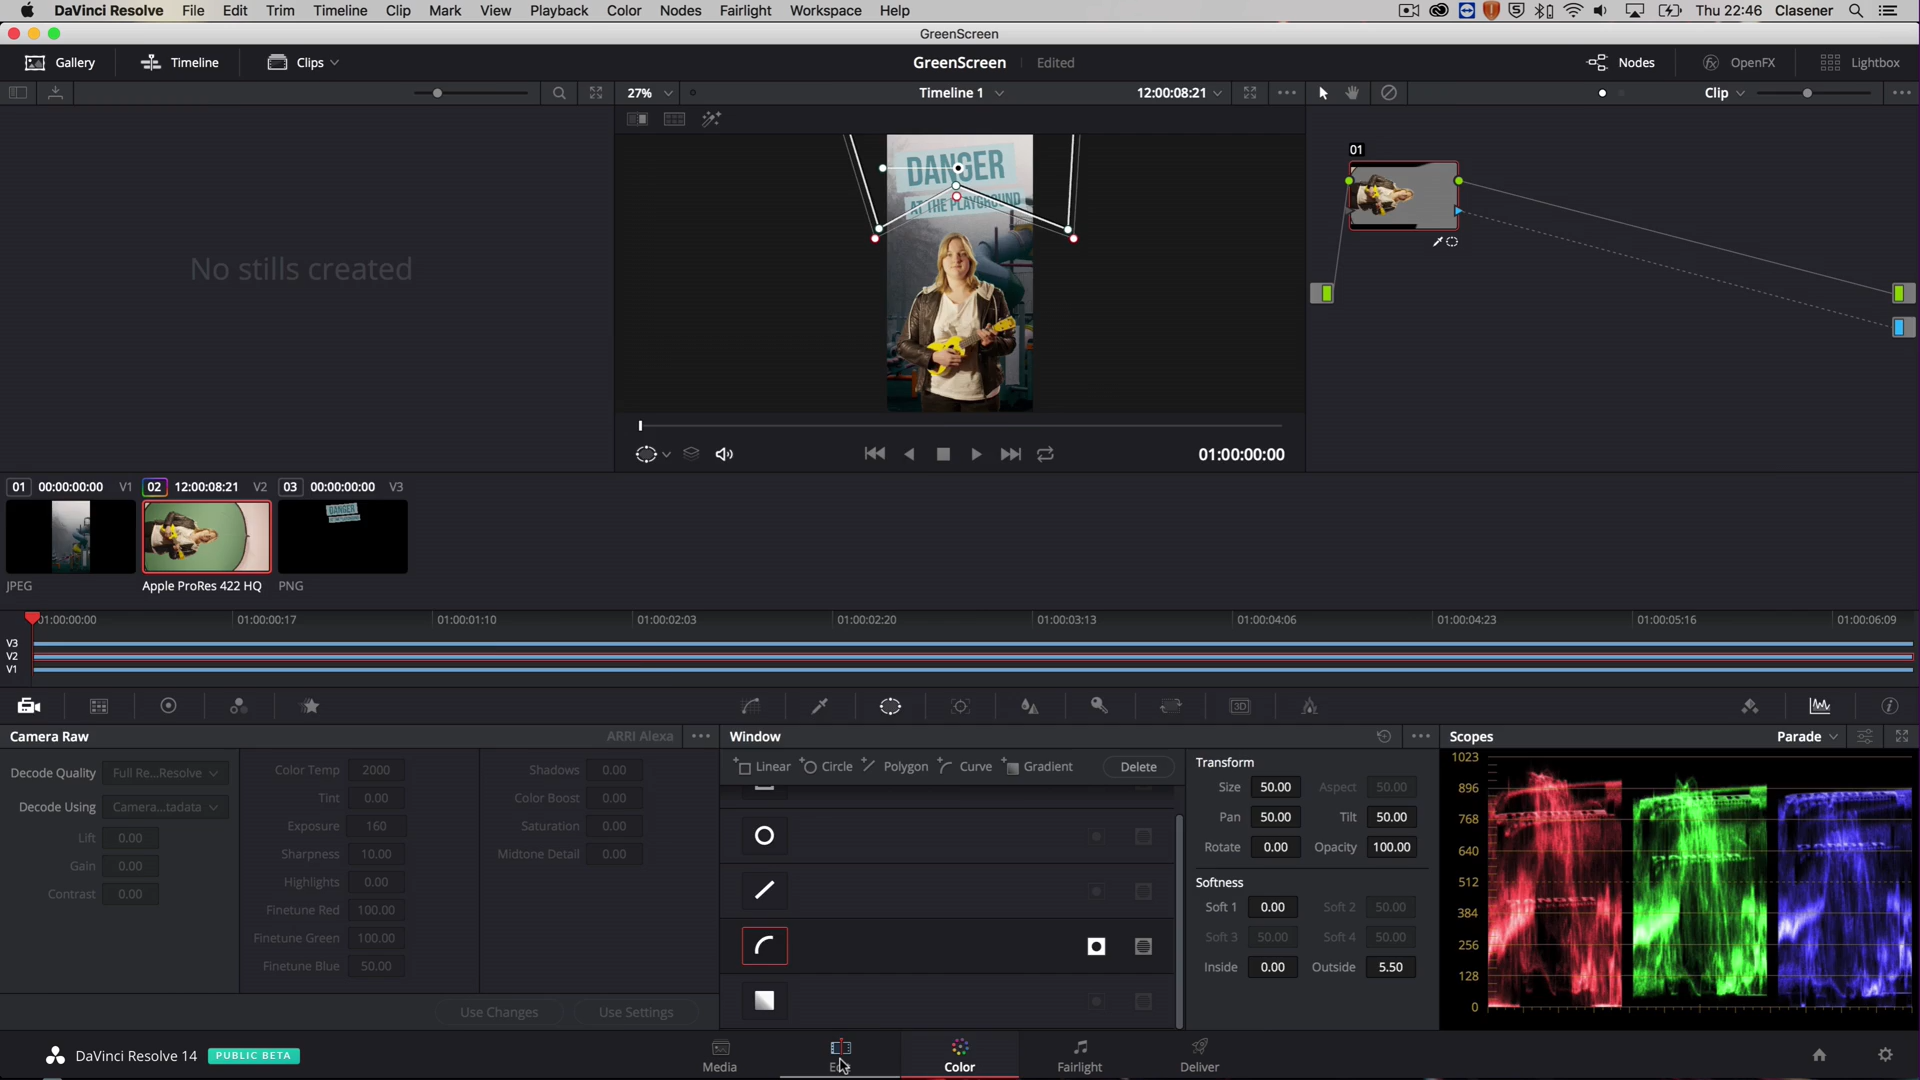 DaVinci Resolve File Edit Trim Timeline Clip Mark View Playback Color Nodes Fairlight Workspace Help Thu 22:46 Clasener
GreenScreen
Gallery Timeline Clips GreenScreen Edited Nodes OpenFX Lightbox
27% Timeline 1 12:00:08:21 Clip
DANGER
AT THE PLAYGROUND
01
No stills created
01:00:00:00
01 00:00:00:00 V1 02 12:00:08:21 V2 03 00:00:00:00 V3
DANGER
JPEG Apple ProRes 422 HQ PNG
01:00:00:00 01:00:00:17 01:00:01:10 01:00:02:03 01:00:02:20 01:00:03:13 01:00:04:06 01:00:04:23 01:00:05:16 01:00:06:09
V3
V2
V1
3D
Camera Raw ARRI Alexa Window Scopes Parade
Decode Quality Full Re...Resolve
Decode Using Camera...tadata
Lift 0.00
Gain 0.00
Contrast 0.00
Color Temp 2000
Tint 0.00
Exposure 160
Sharpness 10.00
Highlights 0.00
Finetune Red 100.00
Finetune Green 100.00
Finetune Blue 50.00
Shadows 0.00
Color Boost 0.00
Saturation 0.00
Midtone Detail 0.00
Use Changes Use Settings
Linear Circle Polygon Curve Gradient Delete
Transform
Size 50.00 Aspect 50.00
Pan 50.00 Tilt 50.00
Rotate 0.00 Opacity 100.00
Softness
Soft 1 0.00 Soft 2 50.00
Soft 3 50.00 Soft 4 50.00
Inside 0.00 Outside 5.50
1023
896
768
640
512
384
256
128
0
DaVinci Resolve 14 PUBLIC BETA
Media Color Fairlight Deliver